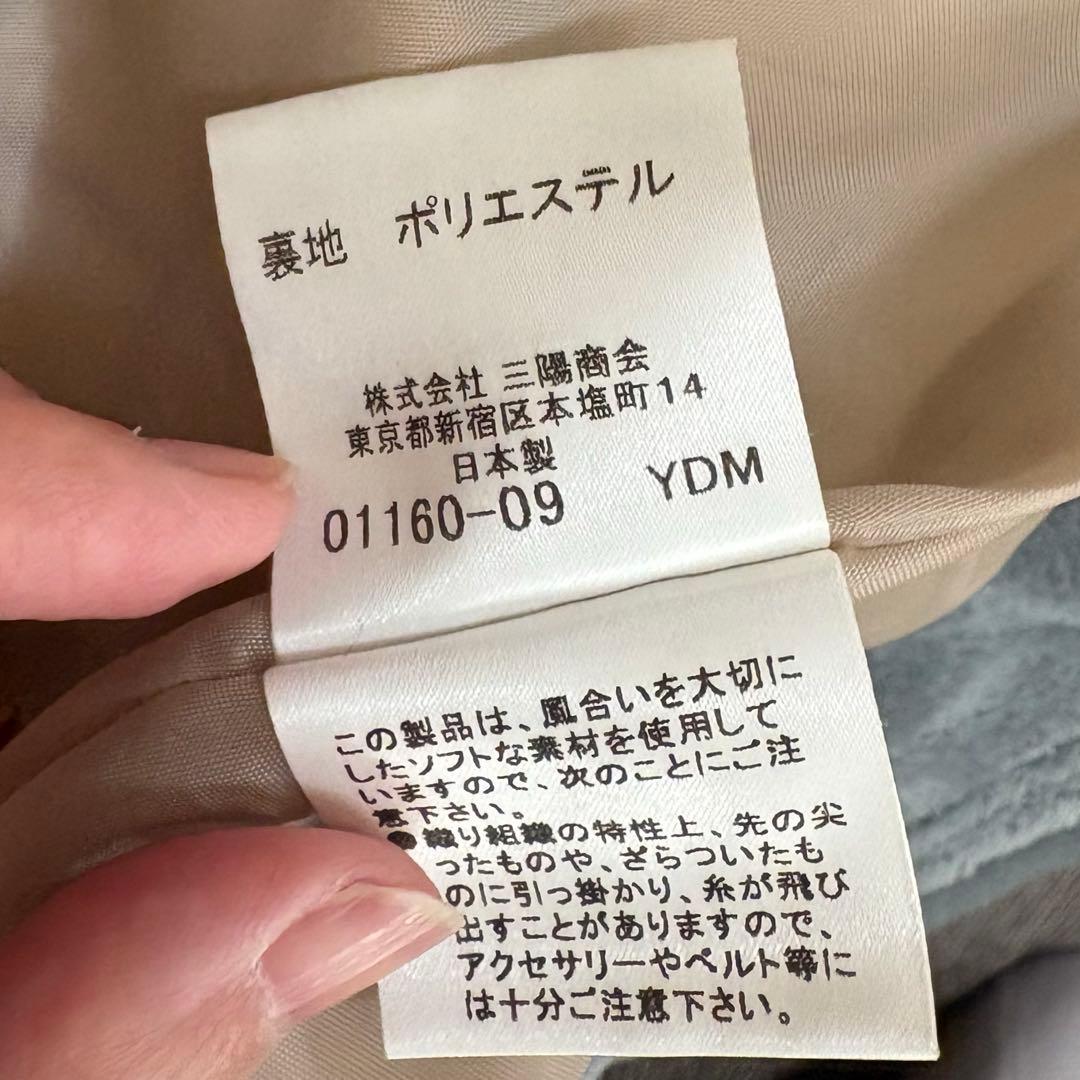 裏地 ポリエステル
株式会社 三陽商会
東京都新宿区本塩町14
日本製
01160-09 YDM
この製品は、風合いを大切に
したソフトな素材を使用して
いますので、次のことにご注
意下さい。
●織り組織の特性上、先の尖
ったものや、ざらついたも
のに引っ掛かり、糸が飛び
出すことがありますので、
アクセサリーやベルト等に
は十分ご注意下さい。